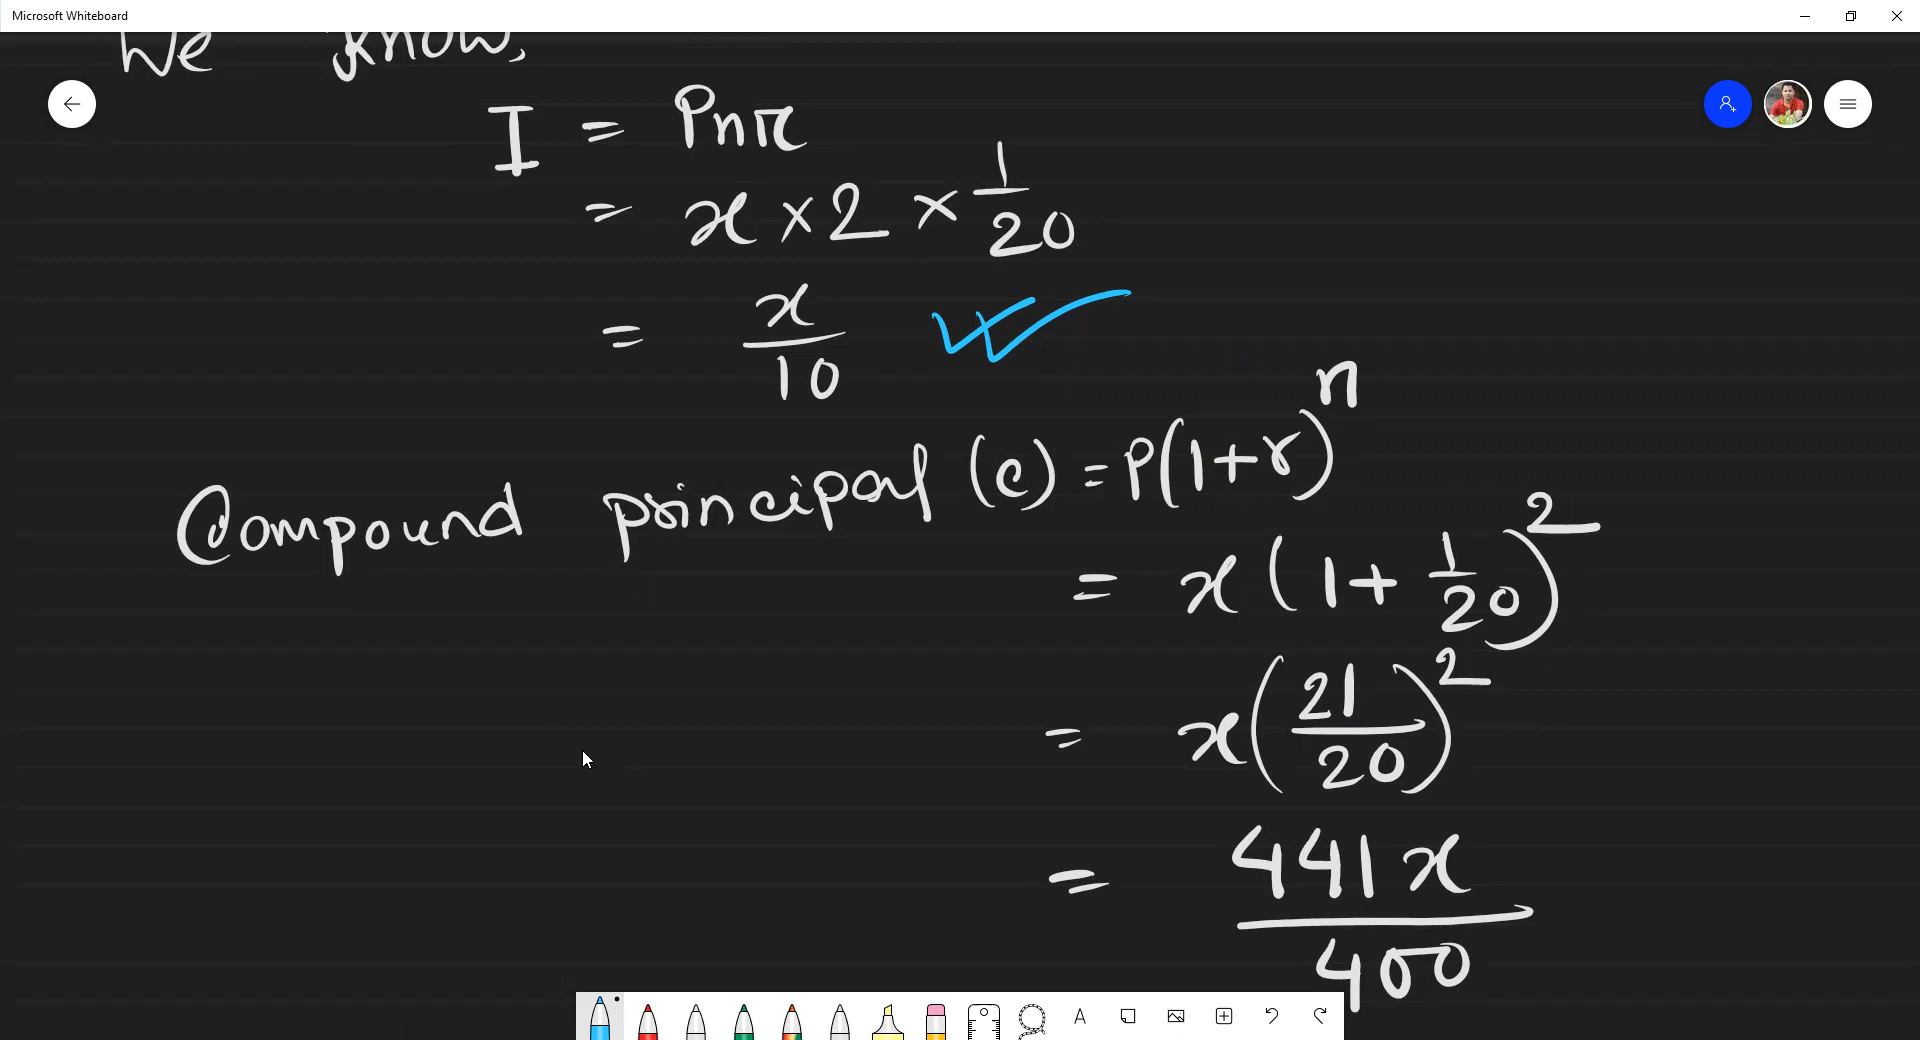 Microsoft Whiteboard
We know,
I = Pnr
= x × 2 × 1/20
= x/10
Compound principal (c) = P(1+r)^n
= x(1 + 1/20)^2
= x(21/20)^2
= 441x/400
A